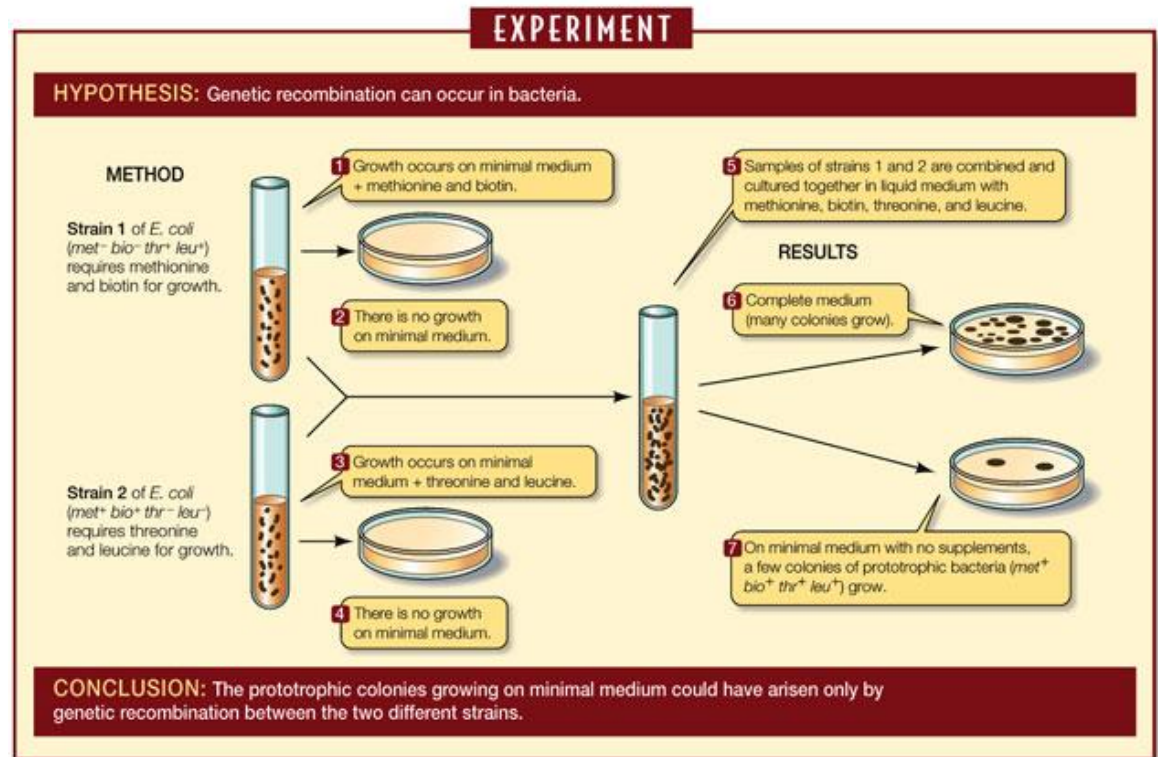 EXPERIMENT
HYPOTHESIS: Genetic recombination can occur in bacteria.
METHOD
Strain 1 of E. coli
(met⁻ bio⁻ thr⁺ leu⁺)
requires methionine
and biotin for growth.
1 Growth occurs on minimal medium
+ methionine and biotin.
2 There is no growth
on minimal medium.
Strain 2 of E. coli
(met⁺ bio⁺ thr⁻ leu⁻)
requires threonine
and leucine for growth.
3 Growth occurs on minimal
medium + threonine and leucine.
4 There is no growth
on minimal medium.
5 Samples of strains 1 and 2 are combined and
cultured together in liquid medium with
methionine, biotin, threonine, and leucine.
RESULTS
6 Complete medium
(many colonies grow).
7 On minimal medium with no supplements,
a few colonies of prototrophic bacteria (met⁺
bio⁺ thr⁺ leu⁺) grow.
CONCLUSION: The prototrophic colonies growing on minimal medium could have arisen only by
genetic recombination between the two different strains.